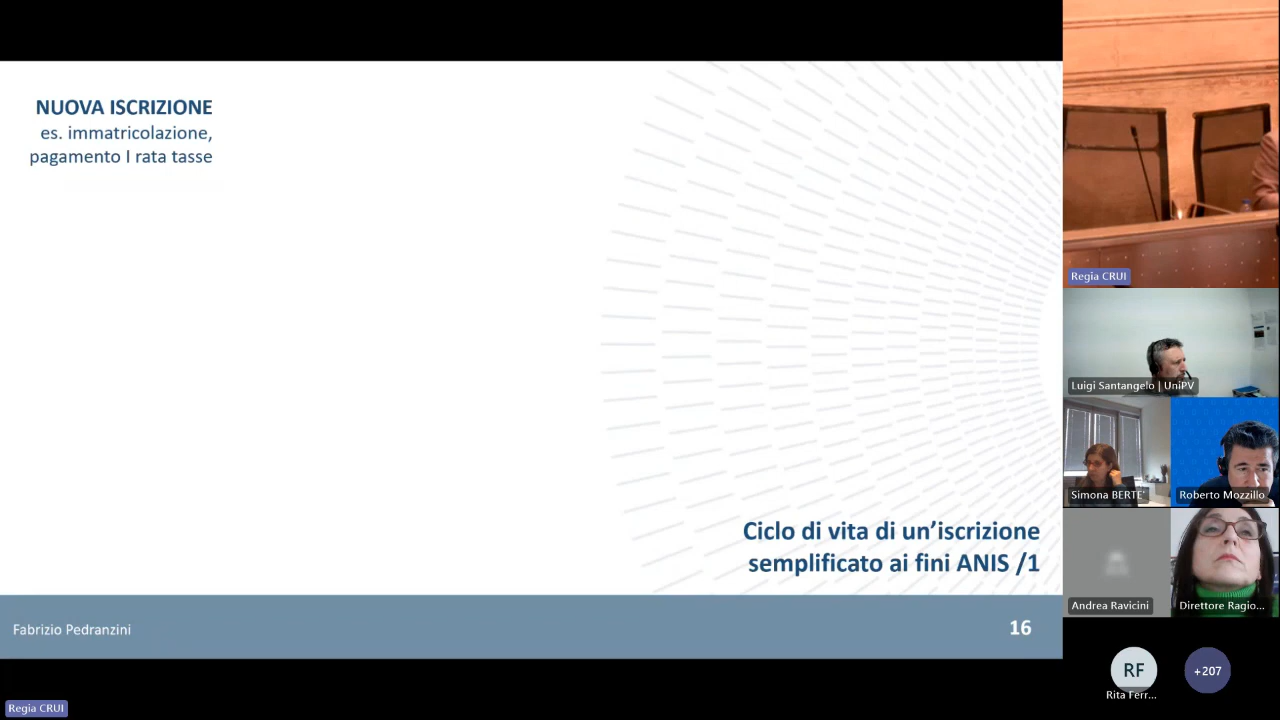 NUOVA ISCRIZIONE
es. immatricolazione,
pagamento I rata tasse
Ciclo di vita di un'iscrizione
semplificato ai fini ANIS /1
Fabrizio Pedranzini
16
Regia CRUI
Regia CRUI
Luigi Santangelo | UniPV
Simona BERTE'
Roberto Mozzillo
Andrea Ravicini
Direttore Ragio...
RF
Rita Ferr...
+207